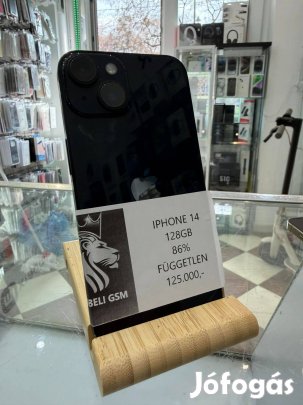 IPHONE 14
128GB
86%
FÜGGETLEN
125.000,-
BELI GSM
Jófogás